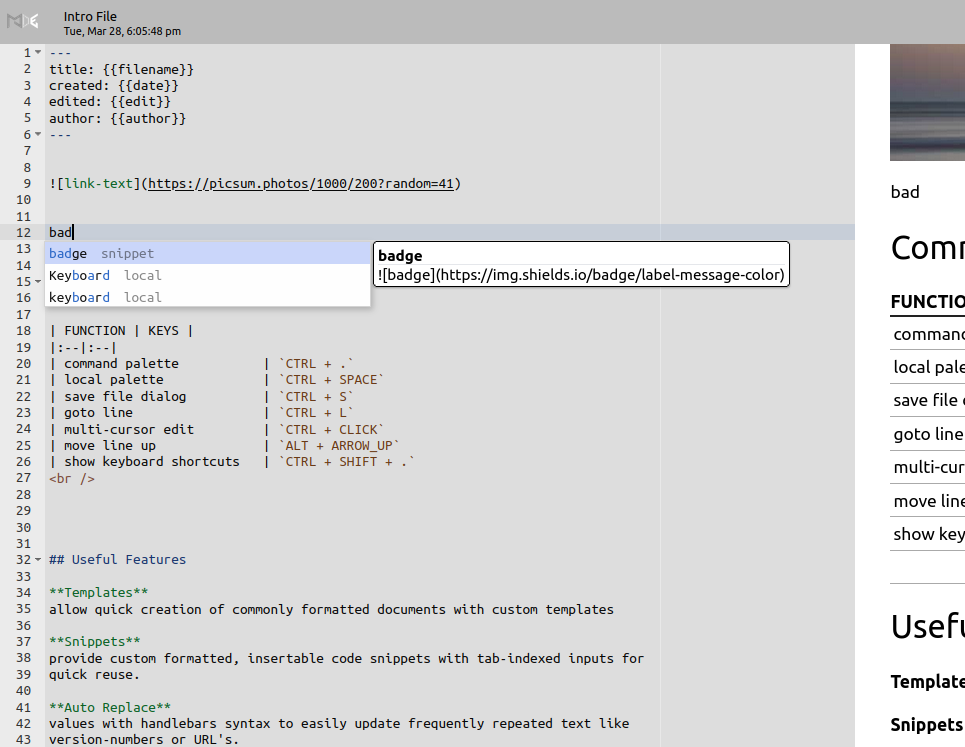 MDE
Intro File
Tue, Mar 28, 6:05:48 pm
1 ---
2 title: {{filename}}
3 created: {{date}}
4 edited: {{edit}}
5 author: {{author}}
6 ---
7
8
9 ![link-text](https://picsum.photos/1000/200?random=41)
10
11
12 bad
13
14
15
16
17
badge snippet
Keyboard local
keyboard local
badge
![badge](https://img.shields.io/badge/label-message-color)
18 | FUNCTION | KEYS |
19 |:--|:--|
20 | command palette | `CTRL + .`
21 | local palette | `CTRL + SPACE`
22 | save file dialog | `CTRL + S`
23 | goto line | `CTRL + L`
24 | multi-cursor edit | `CTRL + CLICK`
25 | move line up | `ALT + ARROW_UP`
26 | show keyboard shortcuts | `CTRL + SHIFT + .`
27 <br />
28
29
30
31
32 ## Useful Features
33
34 **Templates**
35 allow quick creation of commonly formatted documents with custom templates
36
37 **Snippets**
38 provide custom formatted, insertable code snippets with tab-indexed inputs for
39 quick reuse.
40
41 **Auto Replace**
42 values with handlebars syntax to easily update frequently repeated text like
43 version-numbers or URL's.
bad
Comm
FUNCTIO
command
local pale
save file
goto line
multi-cur
move line
show key
Usefu
Template
Snippets